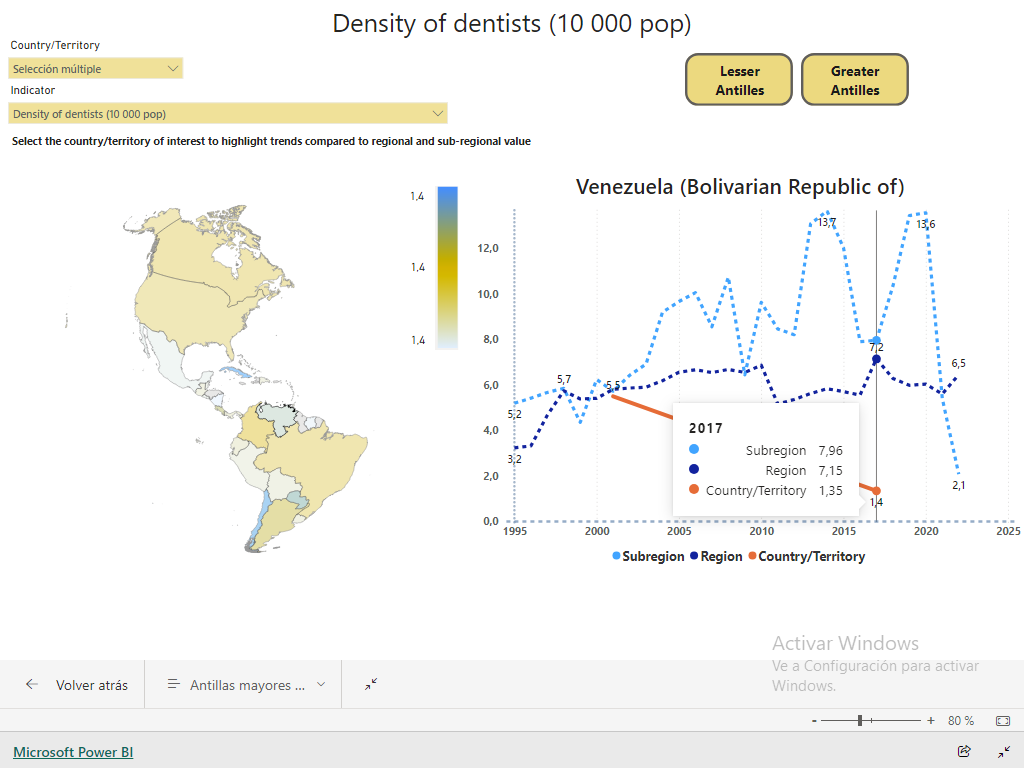 Density of dentists (10 000 pop)
Country/Territory
Selección múltiple
Indicator
Density of dentists (10 000 pop)
Lesser
Antilles
Greater
Antilles
Select the country/territory of interest to highlight trends compared to regional and sub-regional value
1,4
1,4
1,4
Venezuela (Bolivarian Republic of)
12,0
10,0
8,0
6,0
4,0
2,0
0,0
13,7
13,6
7,2
5,7
5,5
6,5
5,2
3,2
2,1
1,4
2017
Subregion 7,96
Region 7,15
Country/Territory 1,35
1995 2000 2005 2010 2015 2020 2025
Subregion Region Country/Territory
Activar Windows
Ve a Configuración para activar
Windows.
Volver atrás
Antillas mayores ...
- + 80 %
Microsoft Power BI